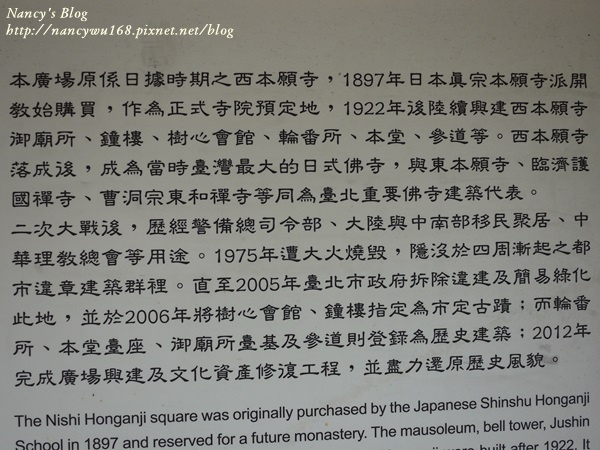 Nancy's Blog
http://nancywu168.pixnet.net/blog
本廣場原係日據時期之西本願寺，1897年日本真宗本願寺派開
教始購買，作為正式寺院預定地，1922年後陸續興建西本願寺
御廟所、鐘樓、樹心會館、輪番所、本堂、參道等。西本願寺
落成後，成為當時臺灣最大的日式佛寺，與東本願寺、臨濟護
國禪寺、曹洞宗東和禪寺等同為臺北重要佛寺建築代表。
二次大戰後，歷經警備總司令部、大陸與中南部移民聚居、中
華理教總會等用途。1975年遭大火燒毀，隱沒於四周漸起之都
市違章建築群裡。直至2005年臺北市政府拆除違建及簡易綠化
此地，並於2006年將樹心會館、鐘樓指定為市定古蹟；而輪番
所、本堂臺座、御廟所臺基及參道則登錄為歷史建築；2012年
完成廣場興建及文化資產修復工程，並盡力還原歷史風貌。
The Nishi Honganji square was originally purchased by the Japanese Shinshu Honganji
School in 1897 and reserved for a future monastery. The mausoleum, bell tower, Jushin
were built after 1922. It